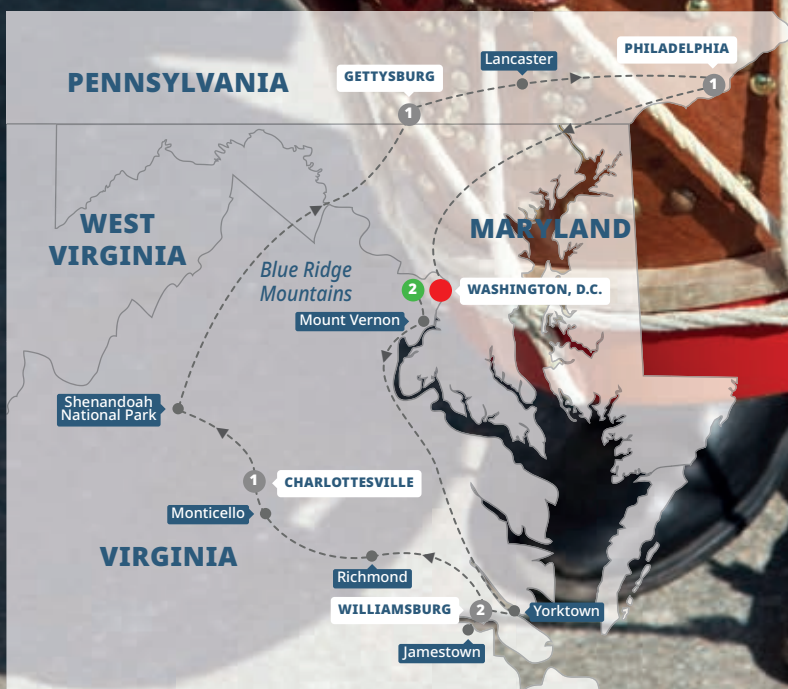 PHILADELPHIA
Lancaster
GETTYSBURG
PENNSYLVANIA
1
1
WEST
VIRGINIA
MARYLAND
Blue Ridge
Mountains
2
WASHINGTON, D.C.
Mount Vernon
Shenandoah
National Park
1
CHARLOTTESVILLE
Monticello
VIRGINIA
Richmond
WILLIAMSBURG
2
Yorktown
Jamestown